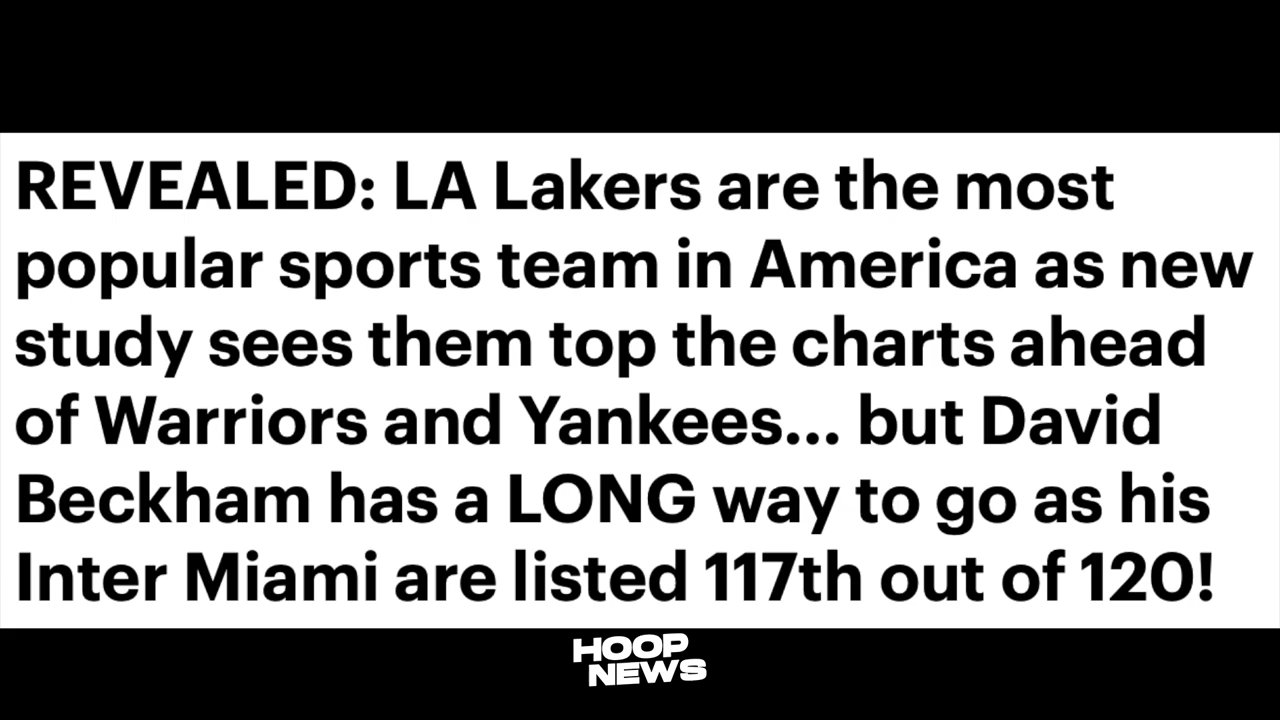 REVEALED: LA Lakers are the most
popular sports team in America as new
study sees them top the charts ahead
of Warriors and Yankees... but David
Beckham has a LONG way to go as his
Inter Miami are listed 117th out of 120!
HOOP
NEWS